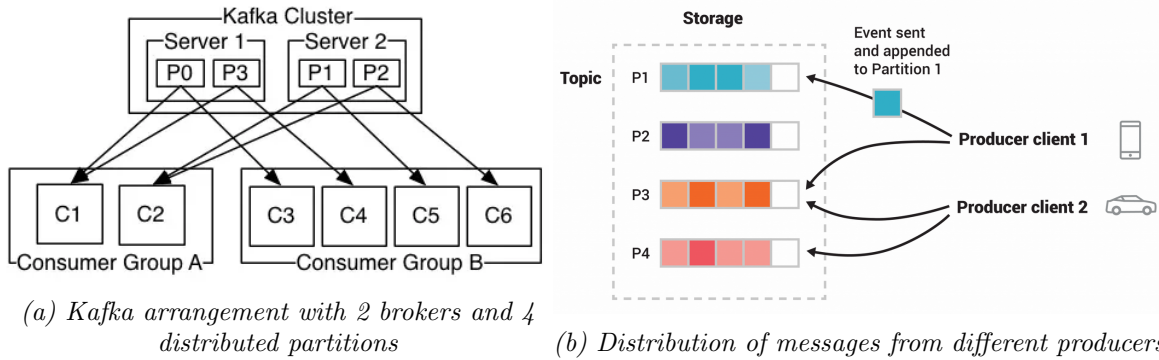 Kafka Cluster
Server 1
Server 2
P0
P3
P1
P2
C1
C2
C3
C4
C5
C6
Consumer Group A
Consumer Group B
(a) Kafka arrangement with 2 brokers and 4
distributed partitions
Storage
Topic
P1
P2
P3
P4
Event sent
and appended
to Partition 1
Producer client 1
Producer client 2
(b) Distribution of messages from different producers